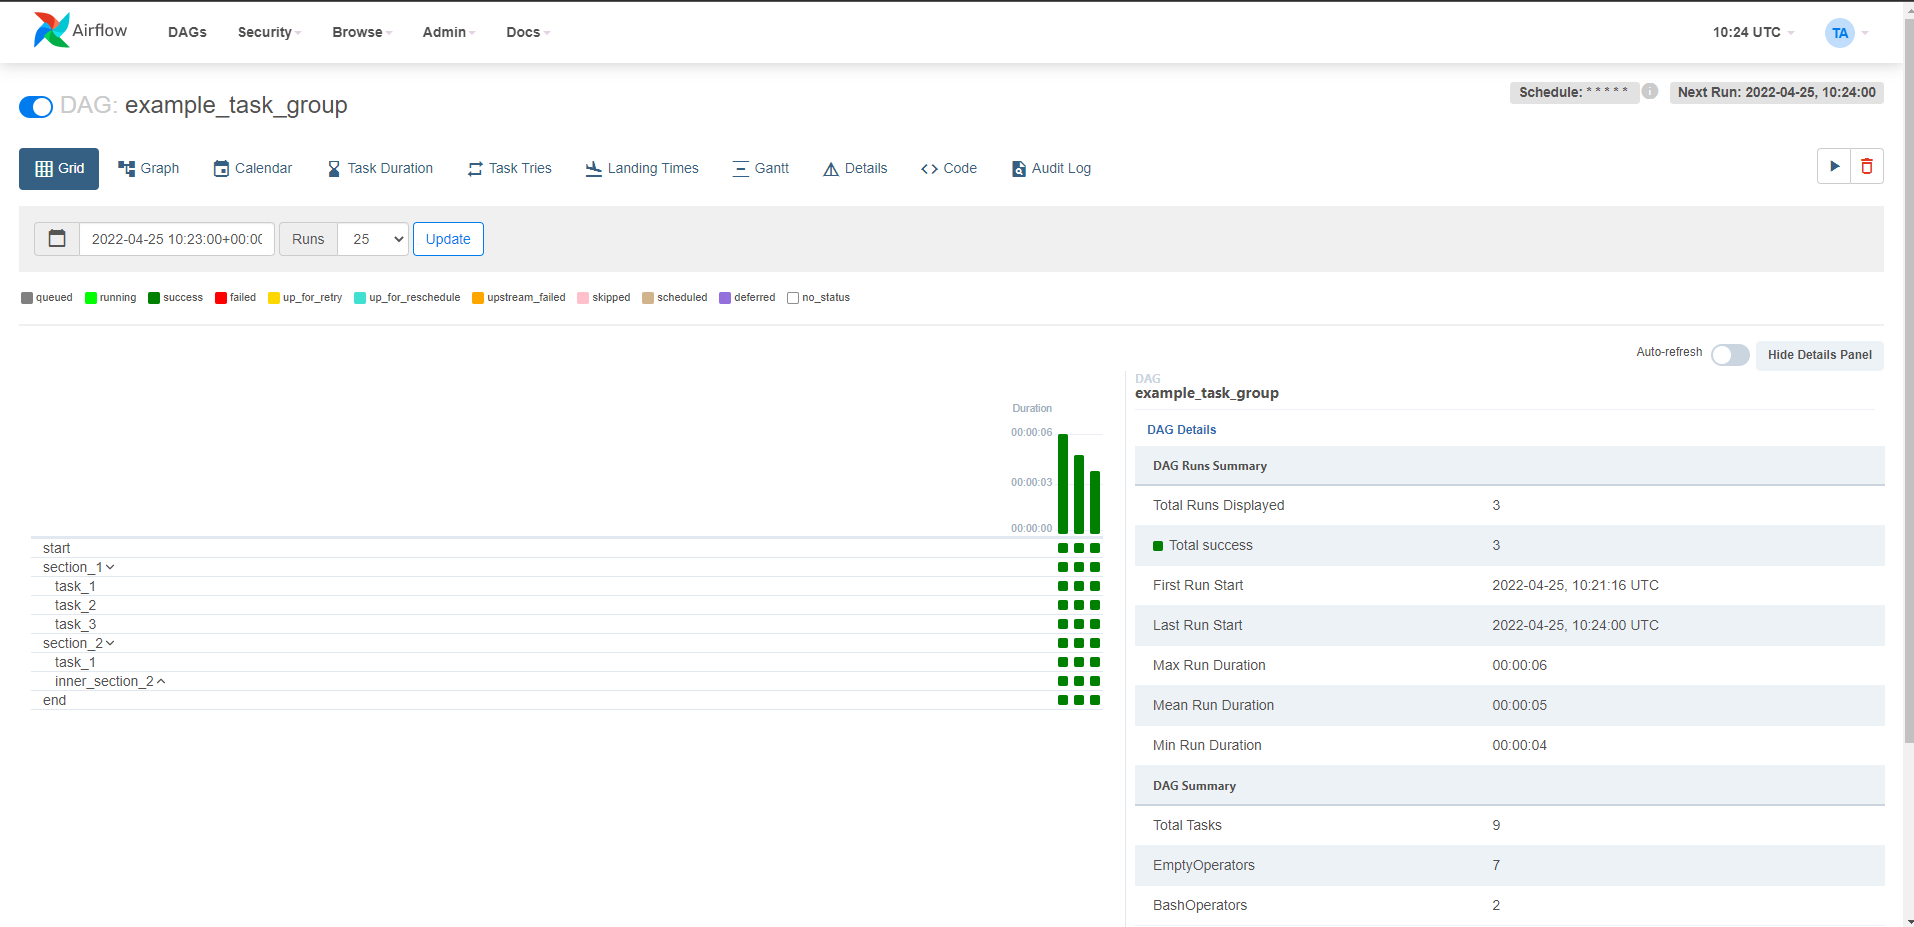 Airflow DAGs Security Browse Admin Docs 10:24 UTC TA
DAG: example_task_group Schedule: * * * * * i Next Run: 2022-04-25, 10:24:00
Grid Graph Calendar Task Duration Task Tries Landing Times Gantt Details Code Audit Log
2022-04-25 10:23:00+00:00 Runs 25 Update
queued running success failed up_for_retry up_for_reschedule upstream_failed skipped scheduled deferred no_status
Auto-refresh Hide Details Panel
Duration
00:00:06
00:00:03
00:00:00
start
section_1
task_1
task_2
task_3
section_2
task_1
inner_section_2
end
DAG
example_task_group
DAG Details
DAG Runs Summary
Total Runs Displayed 3
Total success 3
First Run Start 2022-04-25, 10:21:16 UTC
Last Run Start 2022-04-25, 10:24:00 UTC
Max Run Duration 00:00:06
Mean Run Duration 00:00:05
Min Run Duration 00:00:04
DAG Summary
Total Tasks 9
EmptyOperators 7
BashOperators 2